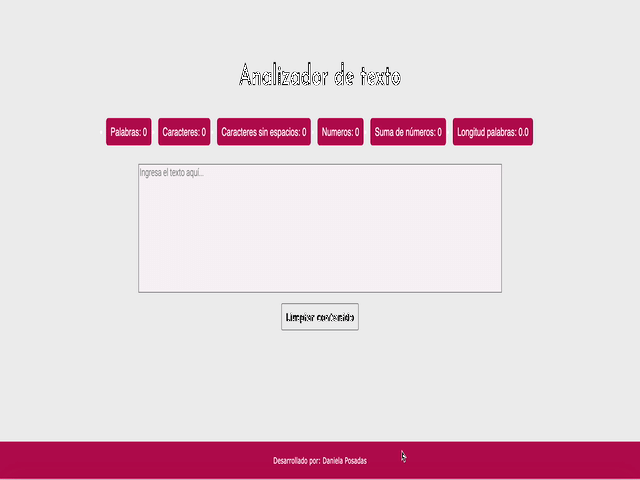 Analizador de texto
Palabras: 0 Caracteres: 0 Caracteres sin espacios: 0 Numeros: 0 Suma de números: 0 Longitud palabras: 0.0
Ingresa el texto aquí...
Limpiar contenido
Desarrollado por: Daniela Posadas